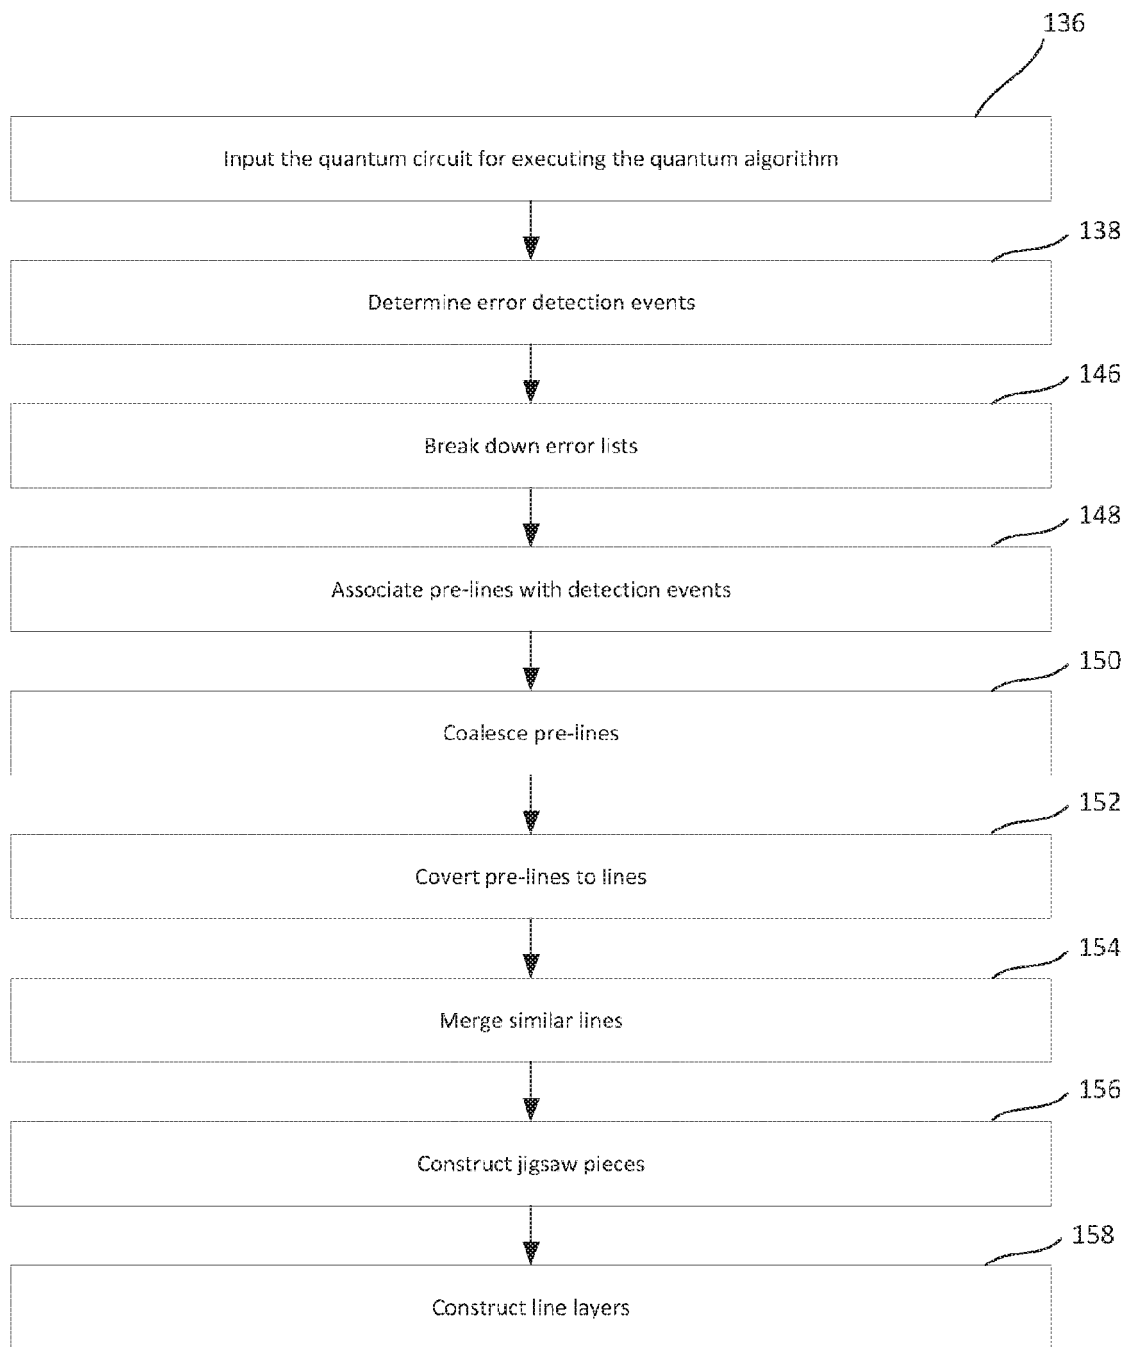 136
Input the quantum circuit for executing the quantum algorithm
138
Determine error detection events
146
Break down error lists
148
Associate pre-lines with detection events
150
Coalesce pre-lines
152
Covert pre-lines to lines
154
Merge similar lines
156
Construct jigsaw pieces
158
Construct line layers